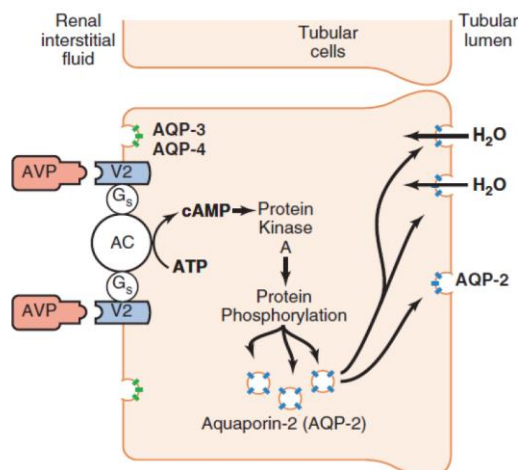 Renal
interstitial
fluid
Tubular
cells
Tubular
lumen
AQP-3
AQP-4
H₂O
AVP
V2
Gₛ
H₂O
cAMP
Protein
Kinase
A
AC
ATP
AQP-2
Gₛ
Protein
Phosphorylation
AVP
V2
Aquaporin-2 (AQP-2)